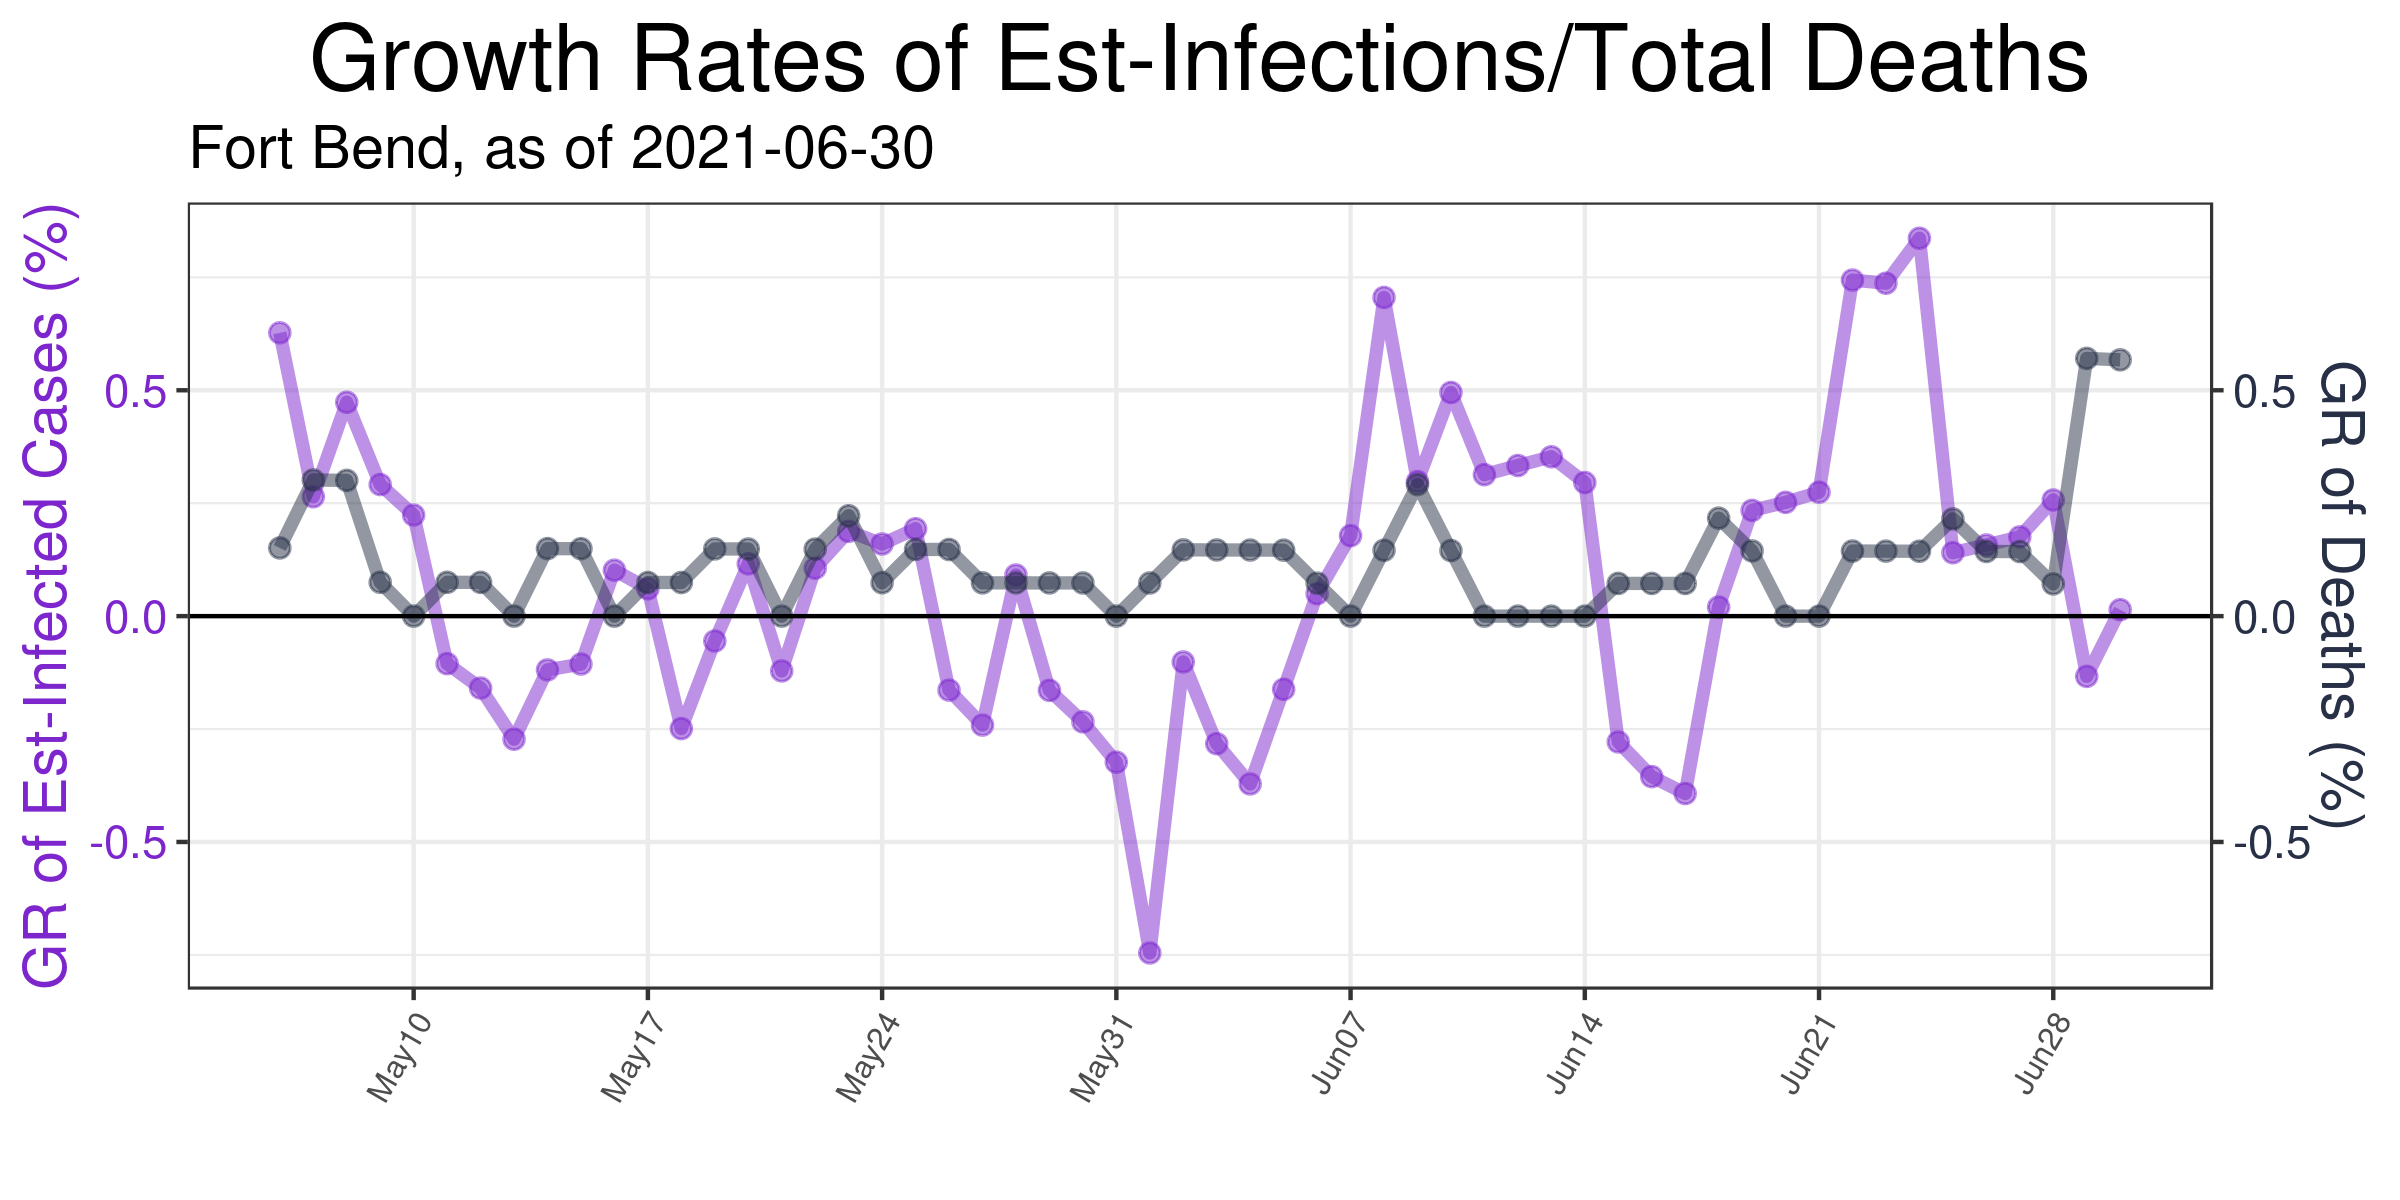 Growth Rates of Est-Infections/Total Deaths
Fort Bend, as of 2021-06-30
GR of Est-Infected Cases (%)
0.5
0.0
-0.5
0.5
0.0
-0.5
GR of Deaths (%)
May10
May17
May24
May31
Jun07
Jun14
Jun21
Jun28